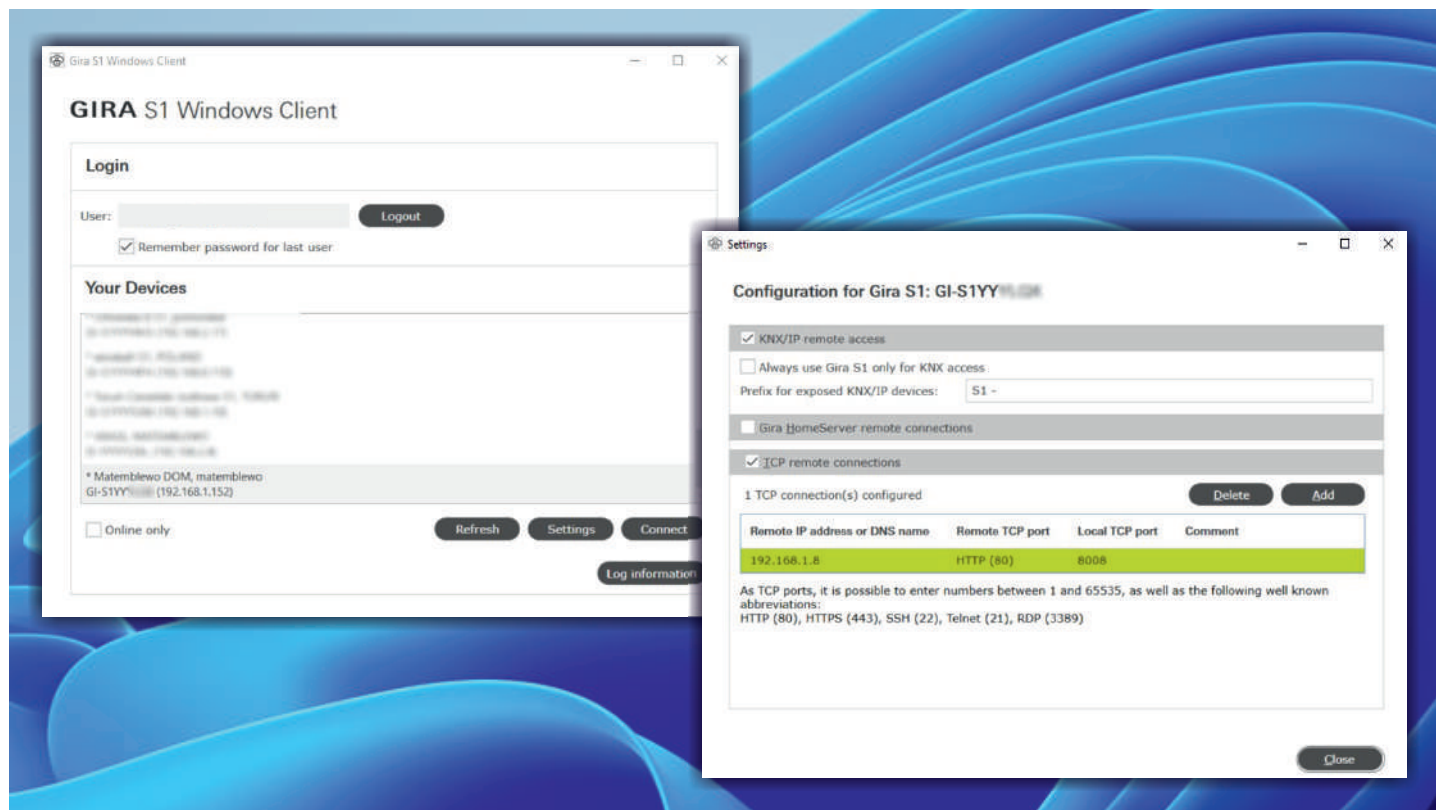 Gira S1 Windows Client
GIRA S1 Windows Client
Login
User:
Logout
Remember password for last user
Your Devices
* Matemblewo DOM, matemblewo
GI-S1YY (192.168.1.152)
Online only
Refresh
Settings
Connect
Log information
Settings
Configuration for Gira S1: GI-S1YY
KNX/IP remote access
Always use Gira S1 only for KNX access
Prefix for exposed KNX/IP devices: S1 -
Gira HomeServer remote connections
TCP remote connections
1 TCP connection(s) configured
Delete
Add
Remote IP address or DNS name Remote TCP port Local TCP port Comment
192.168.1.8 HTTP (80) 8008
As TCP ports, it is possible to enter numbers between 1 and 65535, as well as the following well known
abbreviations:
HTTP (80), HTTPS (443), SSH (22), Telnet (21), RDP (3389)
Close